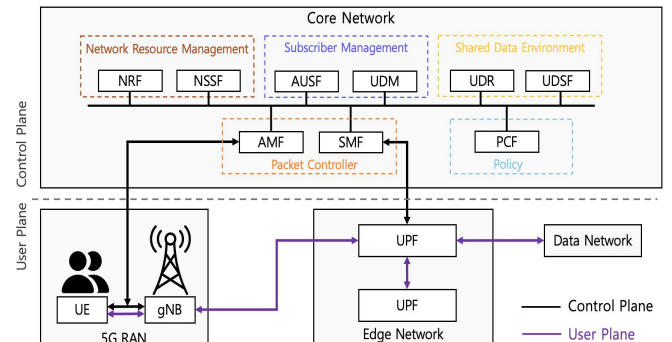 Core Network
Network Resource Management
Subscriber Management
Shared Data Environment
NRF
NSSF
AUSF
UDM
UDR
UDSF
Control Plane
AMF
SMF
PCF
Packet Controller
Policy
User Plane
UPF
Data Network
UE
gNB
UPF
5G RAN
Edge Network
Control Plane
User Plane